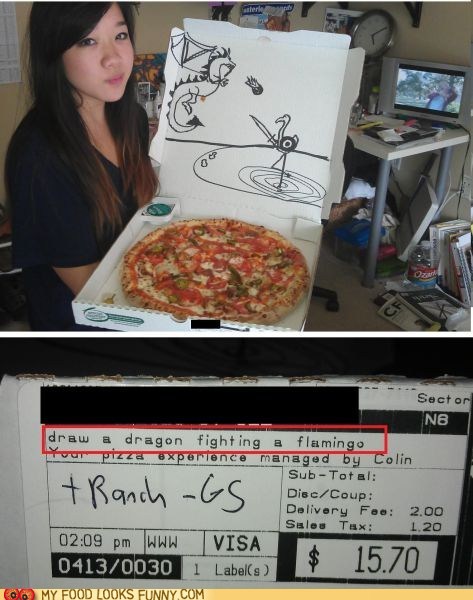 Ozarka
Sector
N6
draw a dragon fighting a flamingo
Your pizza experience managed by Colin
+ Ranch - GS
Sub-Total:
Disc/Coup:
Delivery Fee: 2.00
Sales Tax: 1.20
02:09 pm WWW VISA
0413/0030 1 Label(s) $ 15.70
MY FOOD LOOKS FUNNY.COM